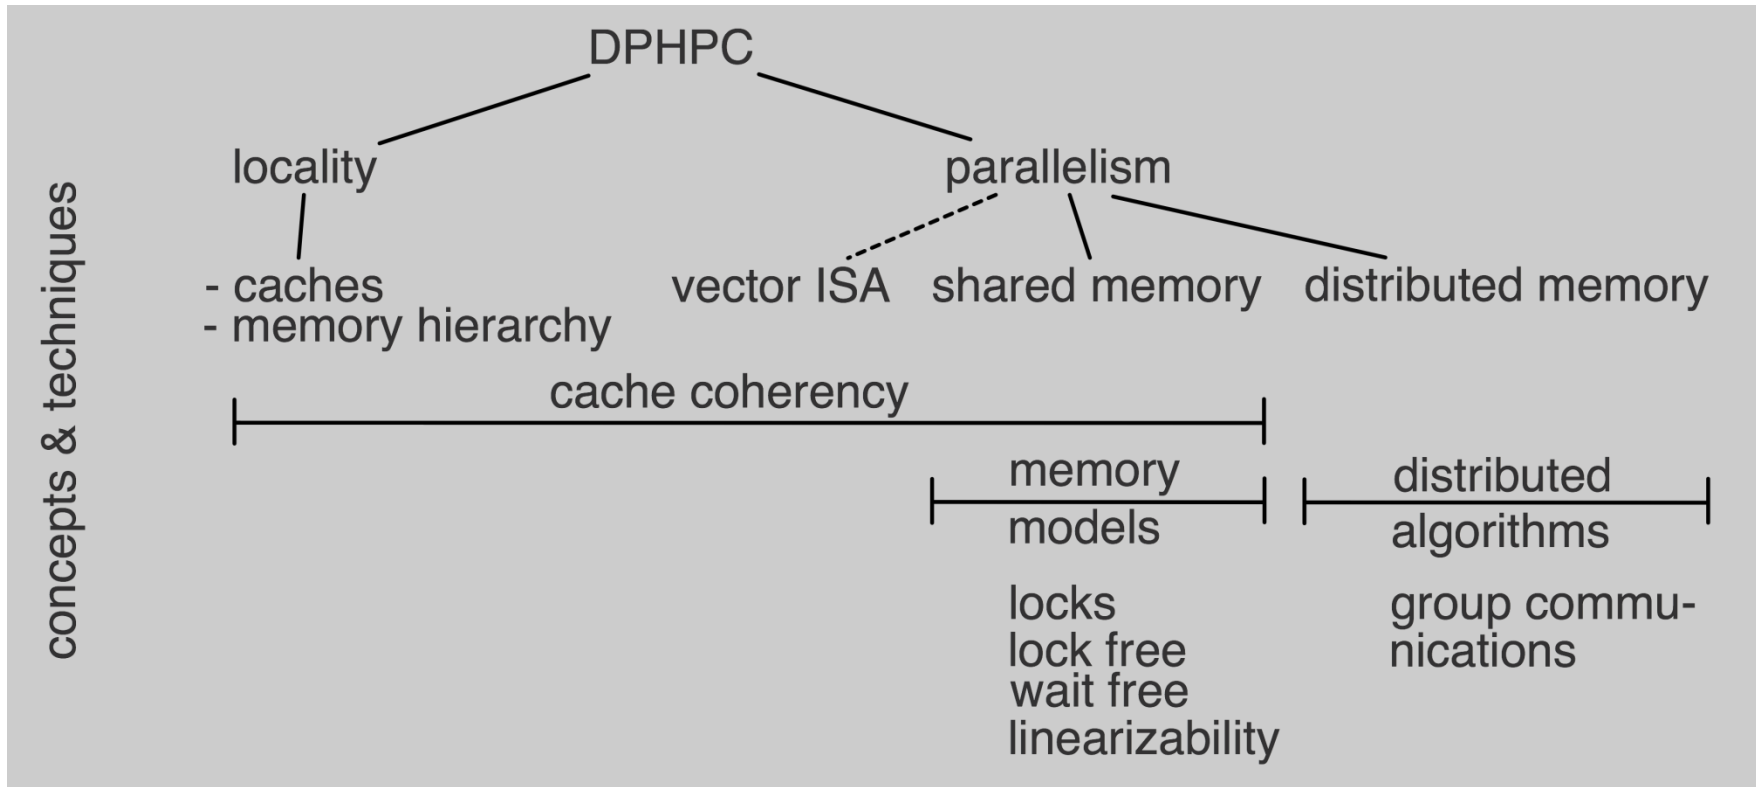 DPHPC
locality
parallelism
- caches
- memory hierarchy
vector ISA
shared memory
distributed memory
cache coherency
memory
models
distributed
algorithms
locks
lock free
wait free
linearizability
group commu-
nications
concepts & techniques